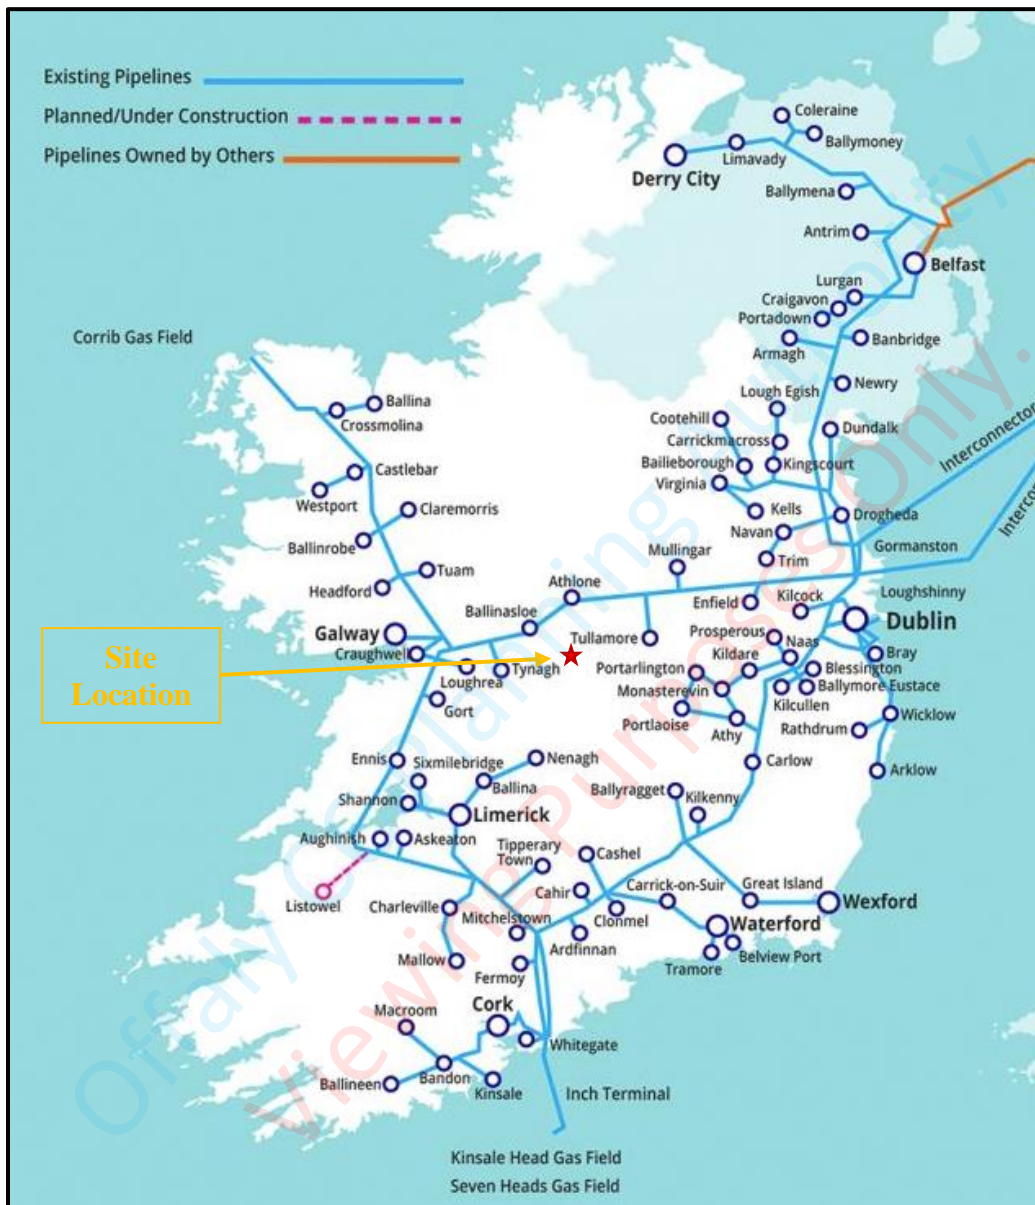 Existing Pipelines
Planned/Under Construction
Pipelines Owned by Others
Coleraine
Ballymoney
Limavady
Derry City
Ballymena
Antrim
Belfast
Lurgan
Craigavon
Portadown
Armagh
Banbridge
Corrib Gas Field
Newry
Lough Egish
Ballina
Crossmolina
Cootehill
Dundalk
Carrickmacross
Interconnector
Castlebar
Bailieborough
Kingscourt
Westport
Virginia
Claremorris
Kells
Drogheda
Navan
Ballinrobe
Mullingar
Gormanston
Trim
Tuam
Athlone
Headford
Enfield
Kilcock
Loughshinny
Ballinasloe
Dublin
Galway
Tullamore
Prosperous
Naas
Site
Location
Craughwell
Kildare
Bray
Loughrea
Tynagh
Portarlington
Blessington
Monasterevin
Ballymore Eustace
Kilcullen
Gort
Portlaoise
Athy
Rathdrum
Wicklow
Ennis
Sixmilebridge
Nenagh
Carlow
Arklow
Ballina
Ballyragget
Kilkenny
Shannon
Limerick
Aughinish
Askeaton
Tipperary
Town
Cashel
Listowel
Charleville
Cahir
Carrick-on-Suir
Great Island
Wexford
Mitchelstown
Clonmel
Waterford
Ardfinnan
Belview Port
Mallow
Fermoy
Tramore
Macroom
Cork
Whitegate
Ballineen
Bandon
Kinsale
Inch Terminal
Kinsale Head Gas Field
Seven Heads Gas Field
Viewing Purposes Only.